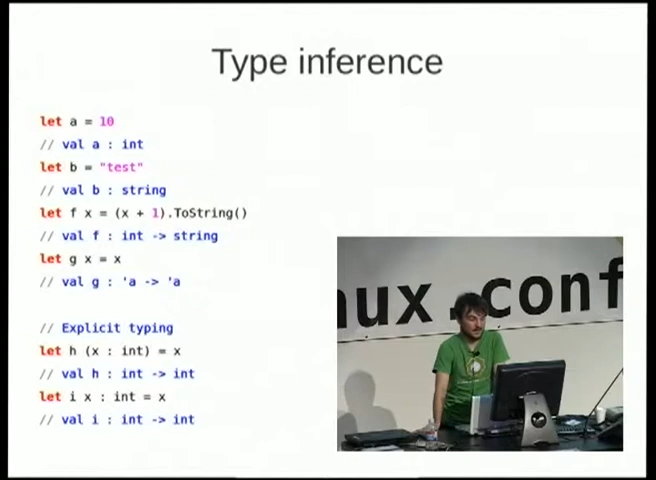 Type inference
let a = 10
// val a : int
let b = "test"
// val b : string
let f x = (x + 1).ToString()
// val f : int -> string
let g x = x
// val g : 'a -> 'a
// Explicit typing
let h (x : int) = x
// val h : int -> int
let i x : int = x
// val i : int -> int
nux.conf